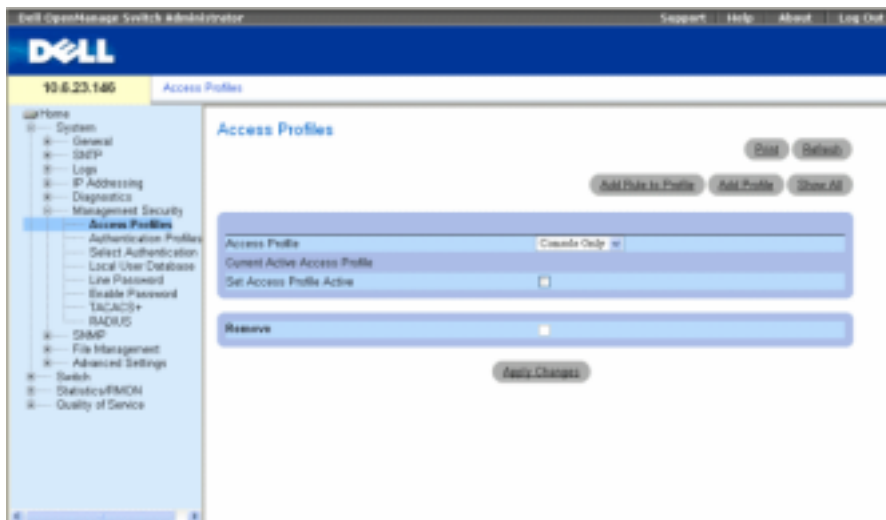 Dell OpenManage Switch Administrator
Support Help About Log Out
DELL
10.6.23.146
Access Profiles
Home
System
General
SNTP
Logs
IP Addressing
Diagnostics
Management Security
Access Profiles
Authentication Profiles
Select Authentication
Local User Database
Line Password
Enable Password
TACACS+
RADIUS
SNMP
File Management
Advanced Settings
Switch
Statistics/RMON
Quality of Service
Access Profiles
Print Refresh
Add Rule to Profile Add Profile Show All
Access Profile Console Only
Current Active Access Profile
Set Access Profile Active
Remove
Apply Changes